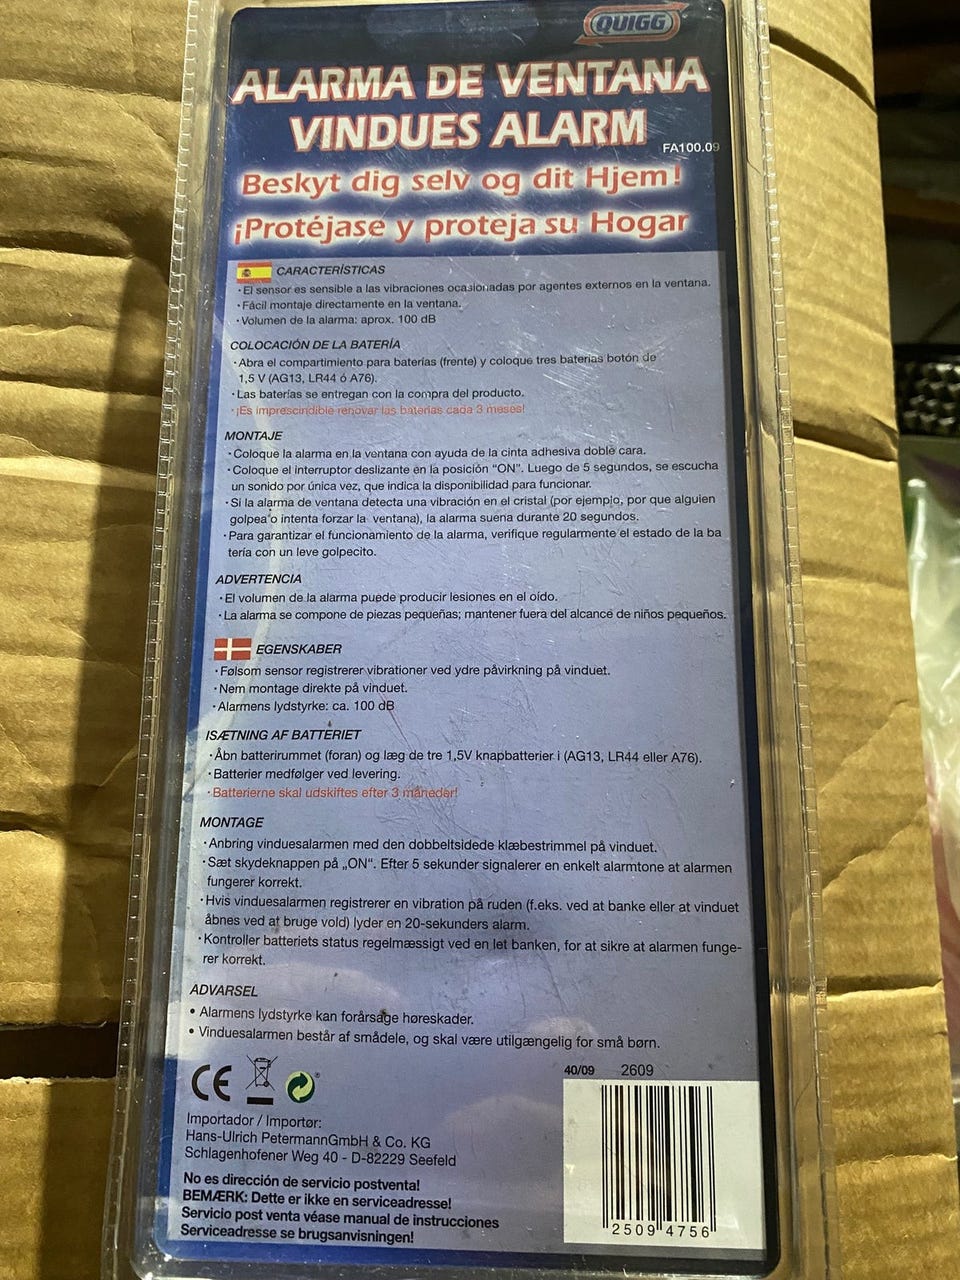 QUIGG
ALARMA DE VENTANA
VINDUES ALARM
FA100.09
Beskyt dig selv og dit Hjem!
¡Protéjase y proteja su Hogar
CARACTERÍSTICAS
· El sensor es sensible a las vibraciones ocasionadas por agentes externos en la ventana.
· Fácil montaje directamente en la ventana.
· Volumen de la alarma: aprox. 100 dB
COLOCACIÓN DE LA BATERÍA
· Abra el compartimiento para baterías (frente) y coloque tres baterías botón de
1,5 V (AG13, LR44 ó A76).
· Las baterías se entregan con la compra del producto.
· ¡Es imprescindible renovar las baterías cada 3 meses!
MONTAJE
· Coloque la alarma en la ventana con ayuda de la cinta adhesiva doble cara.
· Coloque el interruptor deslizante en la posición "ON". Luego de 5 segundos, se escucha
un sonido por única vez, que indica la disponibilidad para funcionar.
· Si la alarma de ventana detecta una vibración en el cristal (por ejemplo, por que alguien
golpea o intenta forzar la ventana), la alarma suena durante 20 segundos.
· Para garantizar el funcionamiento de la alarma, verifique regularmente el estado de la ba
tería con un leve golpecito.
ADVERTENCIA
· El volumen de la alarma puede producir lesiones en el oído.
· La alarma se compone de piezas pequeñas; mantener fuera del alcance de niños pequeños.
EGENSKABER
· Følsom sensor registrerer vibrationer ved ydre påvirkning på vinduet.
· Nem montage direkte på vinduet.
· Alarmens lydstyrke: ca. 100 dB
ISÆTNING AF BATTERIET
· Åbn batterirummet (foran) og læg de tre 1,5V knapbatterier i (AG13, LR44 eller A76).
· Batterier medfølger ved levering.
· Batterierne skal udskiftes efter 3 måneder!
MONTAGE
· Anbring vinduesalarmen med den dobbeltsidede klæbestrimmel på vinduet.
· Sæt skydeknappen på „ON". Efter 5 sekunder signalerer en enkelt alarmtone at alarmen
fungerer korrekt.
· Hvis vinduesalarmen registrerer en vibration på ruden (f.eks. ved at banke eller at vinduet
åbnes ved at bruge vold) lyder en 20-sekunders alarm.
· Kontroller batteriets status regelmæssigt ved en let banken, for at sikre at alarmen funge-
rer korrekt.
ADVARSEL
• Alarmens lydstyrke kan forårsage høreskader.
• Vinduesalarmen består af smådele, og skal være utilgængelig for små børn.
CE
40/09 2609
Importador / Importør:
Hans-Ulrich PetermannGmbH & Co. KG
Schlagenhofener Weg 40 - D-82229 Seefeld
No es dirección de servicio postventa!
BEMÆRK: Dette er ikke en serviceadresse!
Servicio post venta véase manual de instrucciones
Serviceadresse se brugsanvisningen!
2509 4756